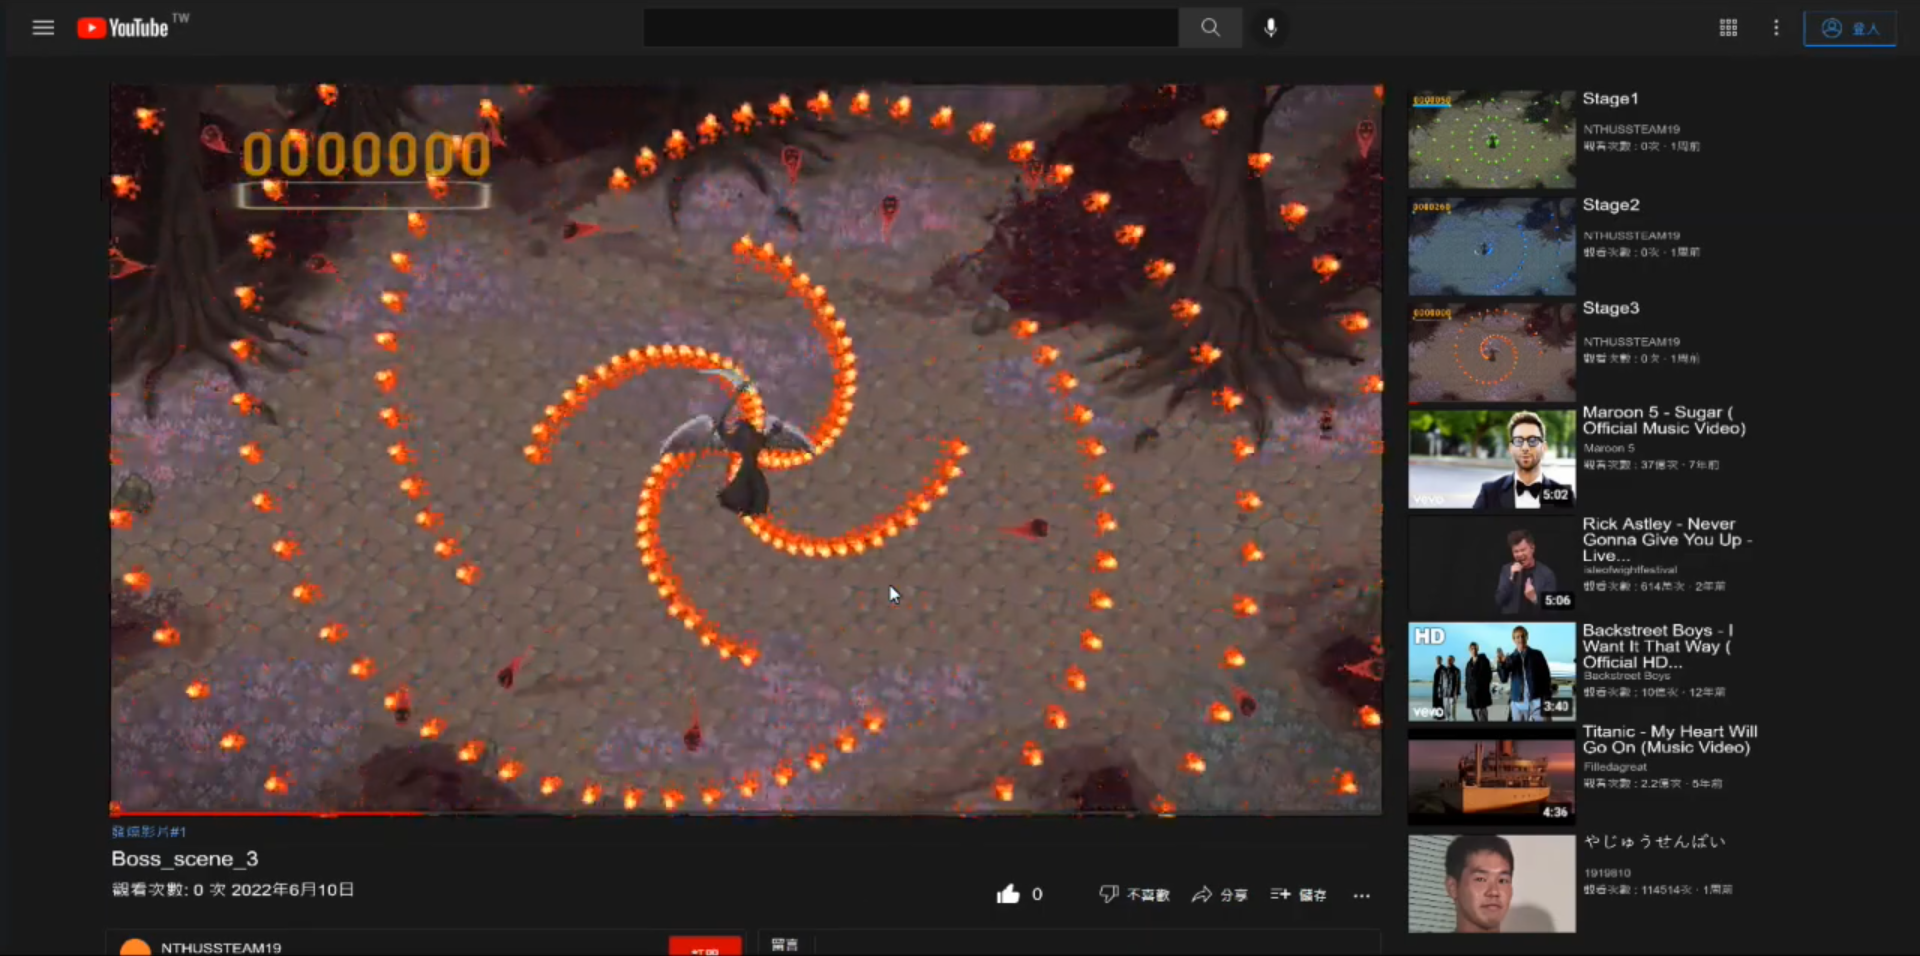 YouTube TW
登入
0000000
發燒影片#1
Boss_scene_3
觀看次數: 0 次 2022年6月10日
0
不喜歡
分享
儲存
NTHUSSTEAM19
留言
Stage1
NTHUSSTEAM19
觀看次數：0次 · 1周前
Stage2
NTHUSSTEAM19
觀看次數：0次 · 1周前
Stage3
NTHUSSTEAM19
觀看次數：0次 · 1周前
vevo
5:02
Maroon 5 - Sugar (
Official Music Video)
Maroon 5
觀看次數：37億次 · 7年前
5:06
Rick Astley - Never
Gonna Give You Up -
Live...
isleofwightfestival
觀看次數：614萬次 · 2年前
HD
vevo
3:40
Backstreet Boys - I
Want It That Way (
Official HD...
Backstreet Boys
觀看次數：10億次 · 12年前
4:36
Titanic - My Heart Will
Go On (Music Video)
Filledagreat
觀看次數：2.2億次 · 5年前
やじゅうせんぱい
1919810
觀看次數：114514次 · 1周前